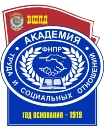 ВШПД
АКАДЕМИЯ
ТРУДА И СОЦИАЛЬНЫХ ОТНОШЕНИЙ
ФНПР
ГОД ОСНОВАНИЯ – 1919